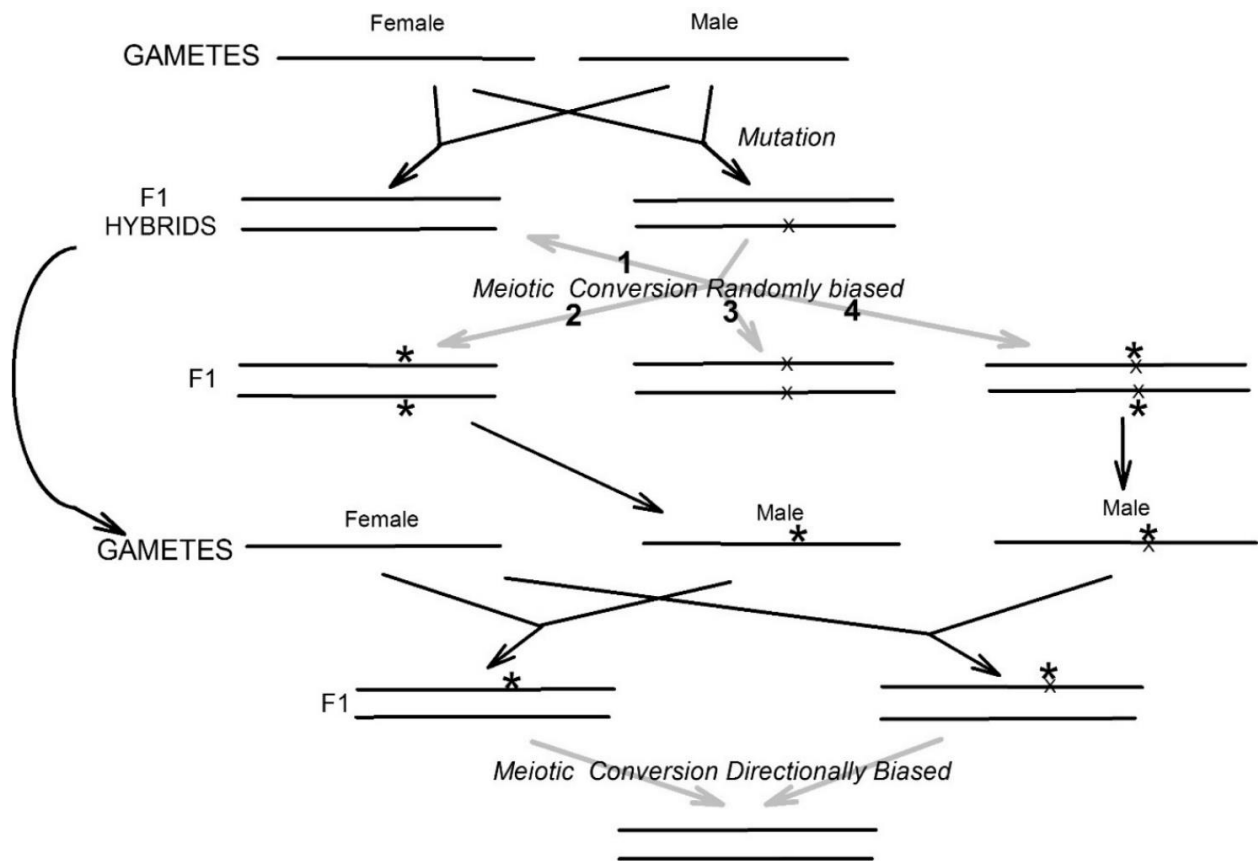 Female Male
GAMETES
Mutation
F1
HYBRIDS
x
1
Meiotic Conversion Randomly biased
2 3 4
* x *
x
F1
x x
* *
Female Male Male
* *
GAMETES
x
* *
x
F1
Meiotic Conversion Directionally Biased